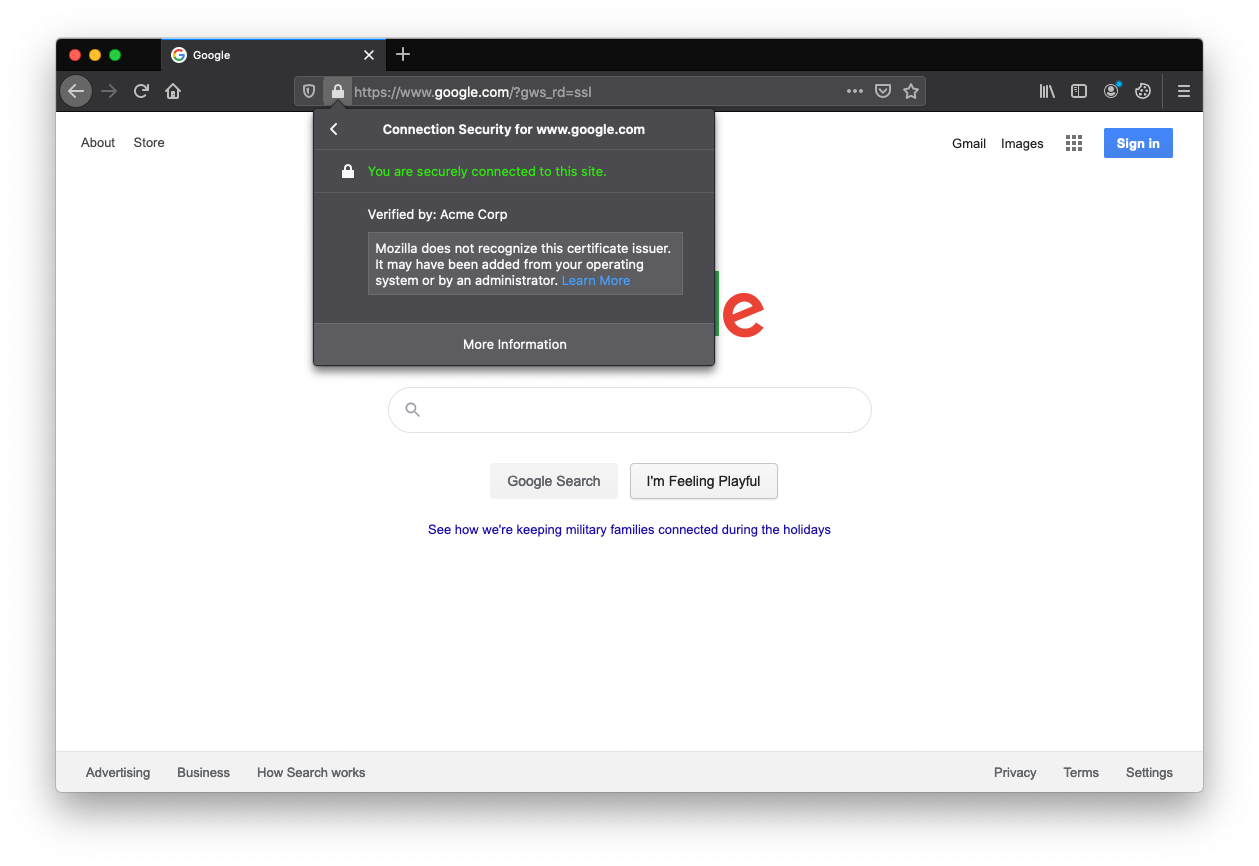 Google
https://www.google.com/?gws_rd=ssl
Connection Security for www.google.com
About
Store
Gmail
Images
Sign in
You are securely connected to this site.
Verified by: Acme Corp
Mozilla does not recognize this certificate issuer.
It may have been added from your operating
system or by an administrator. Learn More
le
More Information
Google Search
I'm Feeling Playful
See how we're keeping military families connected during the holidays
Advertising
Business
How Search works
Privacy
Terms
Settings